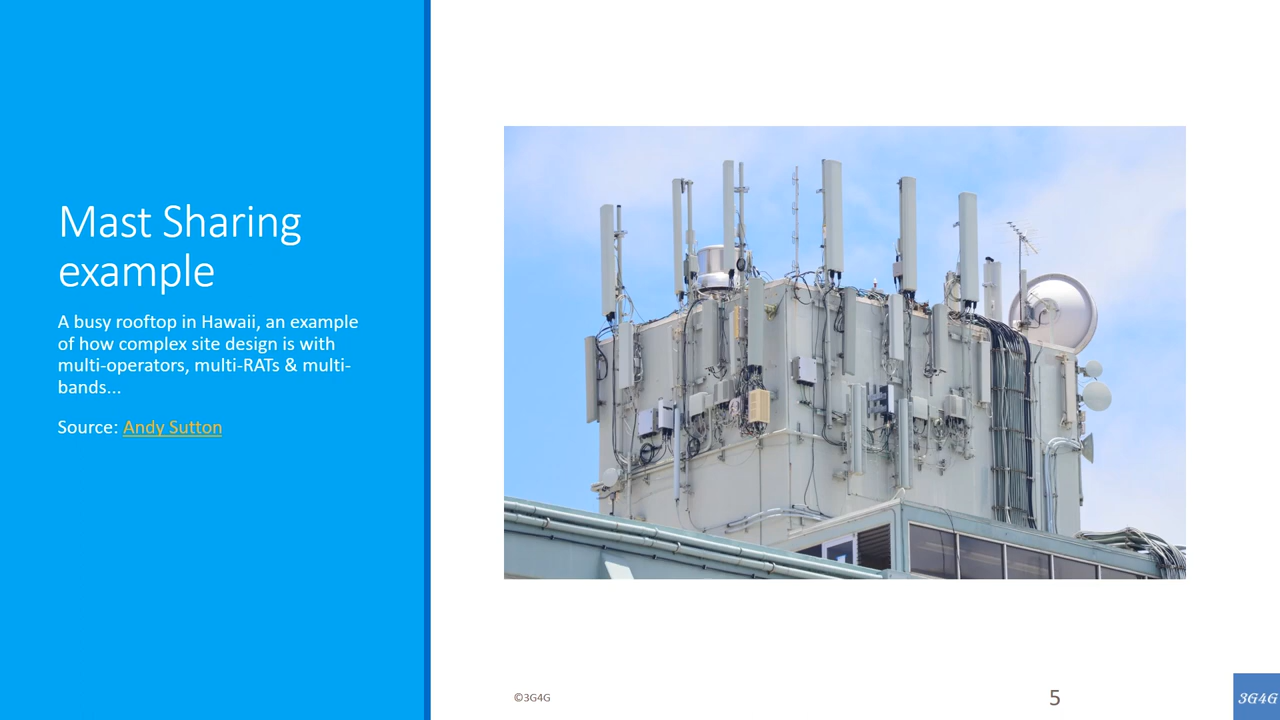 Mast Sharing
example
A busy rooftop in Hawaii, an example
of how complex site design is with
multi-operators, multi-RATs & multi-
bands...
Source: Andy Sutton
©3G4G
5
3G4G